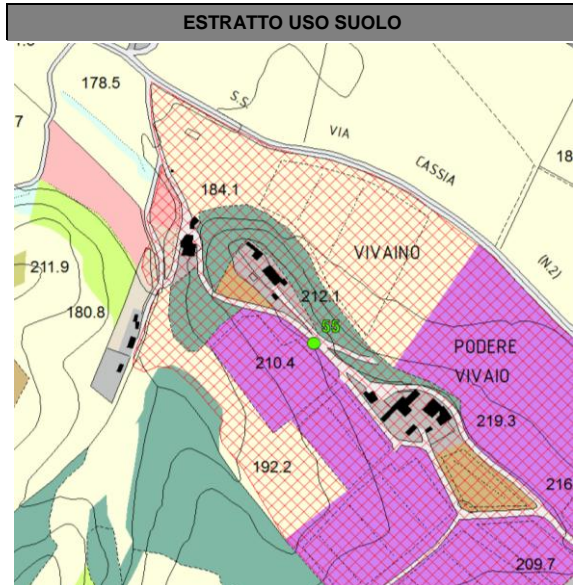 ESTRATTO USO SUOLO
178.5
S.S.
VIA
CASSIA
7
18
184.1
VIVAINO
(N.2)
211.9
212.1
180.8
55
210.4
PODERE
VIVAIO
219.3
192.2
216
209.7